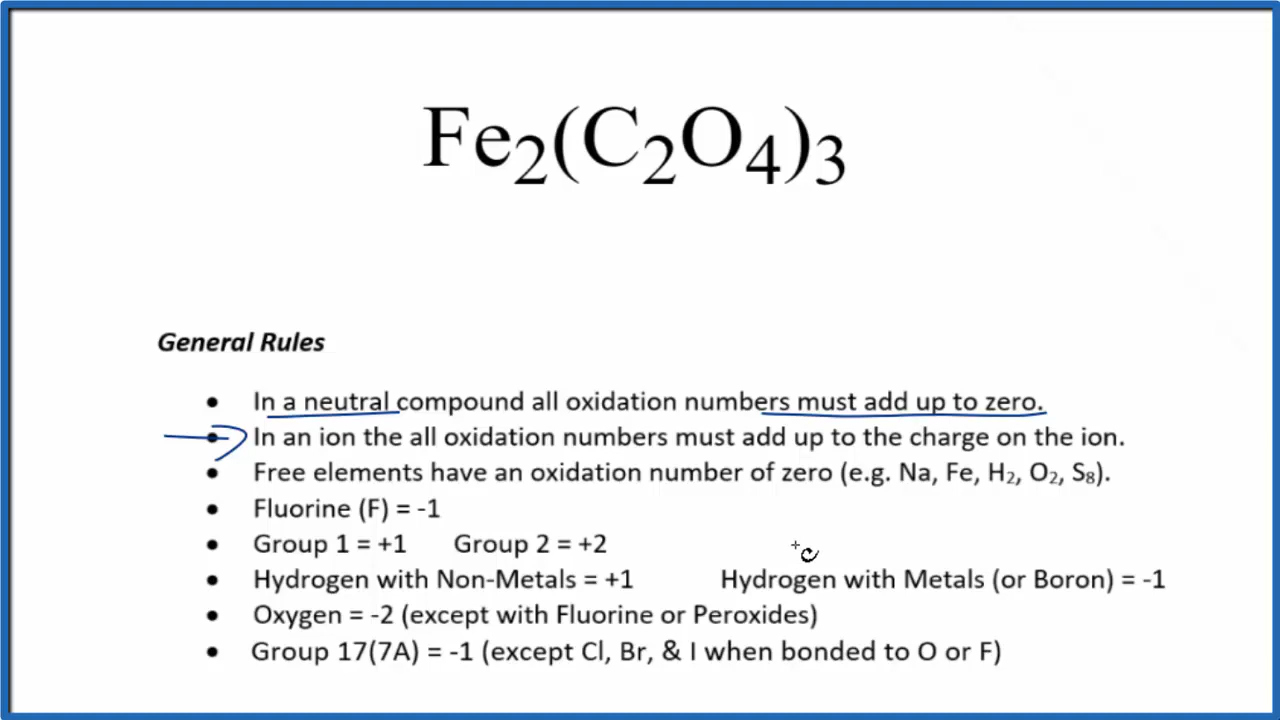 Fe₂(C₂O₄)₃
General Rules
• In a neutral compound all oxidation numbers must add up to zero.
• In an ion the all oxidation numbers must add up to the charge on the ion.
• Free elements have an oxidation number of zero (e.g. Na, Fe, H₂, O₂, S₈).
• Fluorine (F) = -1
• Group 1 = +1 Group 2 = +2
• Hydrogen with Non-Metals = +1 Hydrogen with Metals (or Boron) = -1
• Oxygen = -2 (except with Fluorine or Peroxides)
• Group 17(7A) = -1 (except Cl, Br, & I when bonded to O or F)